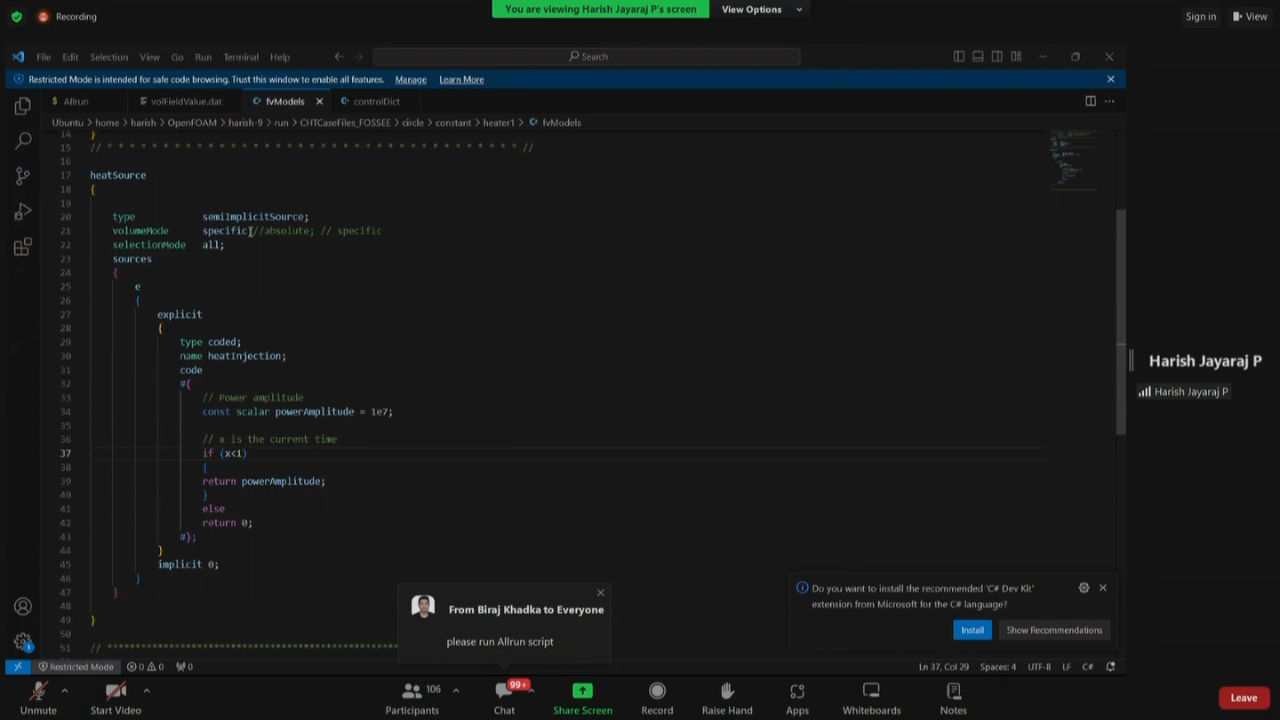 Recording
You are viewing Harish Jayaraj P's screen
View Options
Sign in
View
File Edit Selection View Go Run Terminal Help
Search
Restricted Mode is intended for safe code browsing. Trust this window to enable all features. Manage Learn More
$ Allrun
volFieldValue.dat
fvModels
controlDict
Ubuntu > home > harish > OpenFOAM > harish-9 > run > CHTCaseFiles_FOSSEE > circle > constant > heater1 > fvModels
14 }
15 // * * * * * * * * * * * * * * * * * * * * * * * * * * * * * * * * * * * * * //
16
17 heatSource
18 {
19
20 type semiImplicitSource;
21 volumeMode specific;//absolute; // specific
22 selectionMode all;
23 sources
24 {
25 e
26 {
27 explicit
28 {
29 type coded;
30 name heatInjection;
31 code
32 #{
33 // Power amplitude
34 const scalar powerAmplitude = 1e7;
35
36 // x is the current time
37 if (x<1)
38 {
39 return powerAmplitude;
40 }
41 else
42 return 0;
43 #};
44 }
45 implicit 0;
46 }
47 }
48
49 }
50
51 // ****************************************************
Harish Jayaraj P
Harish Jayaraj P
From Biraj Khadka to Everyone
please run Allrun script
Do you want to install the recommended 'C# Dev Kit'
extension from Microsoft for the C# language?
Install
Show Recommendations
Restricted Mode 0 0 0
Ln 37, Col 29 Spaces: 4 UTF-8 LF C#
Unmute
Start Video
106
Participants
99+
Chat
Share Screen
Record
Raise Hand
Apps
Whiteboards
Notes
Leave